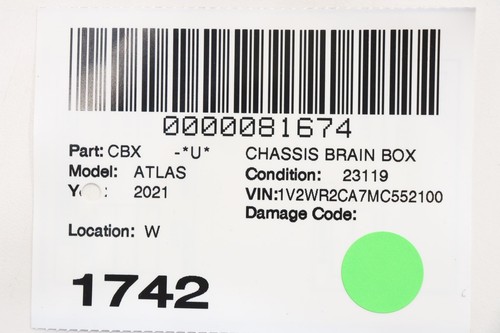 0000081674
Part: CBX -*U* CHASSIS BRAIN BOX
Model: ATLAS Condition: 23119
2021 VIN:1V2WR2CA7MC552100
Damage Code:
Location: W
1742